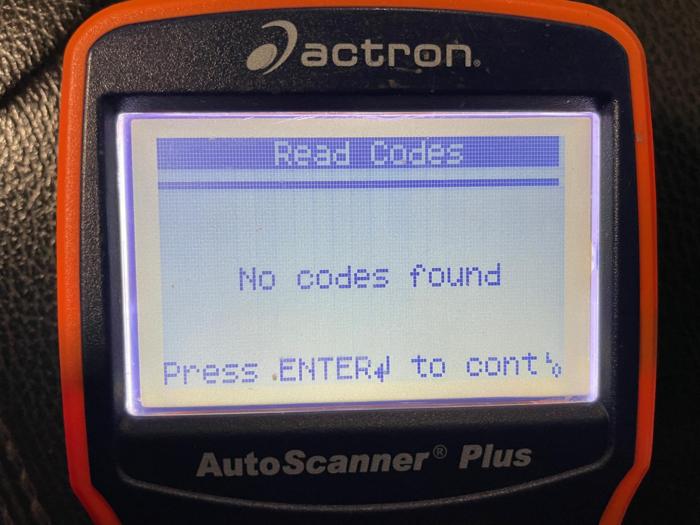 actron®
Read Codes
No codes found
Press ENTER↲ to cont
AutoScanner® Plus